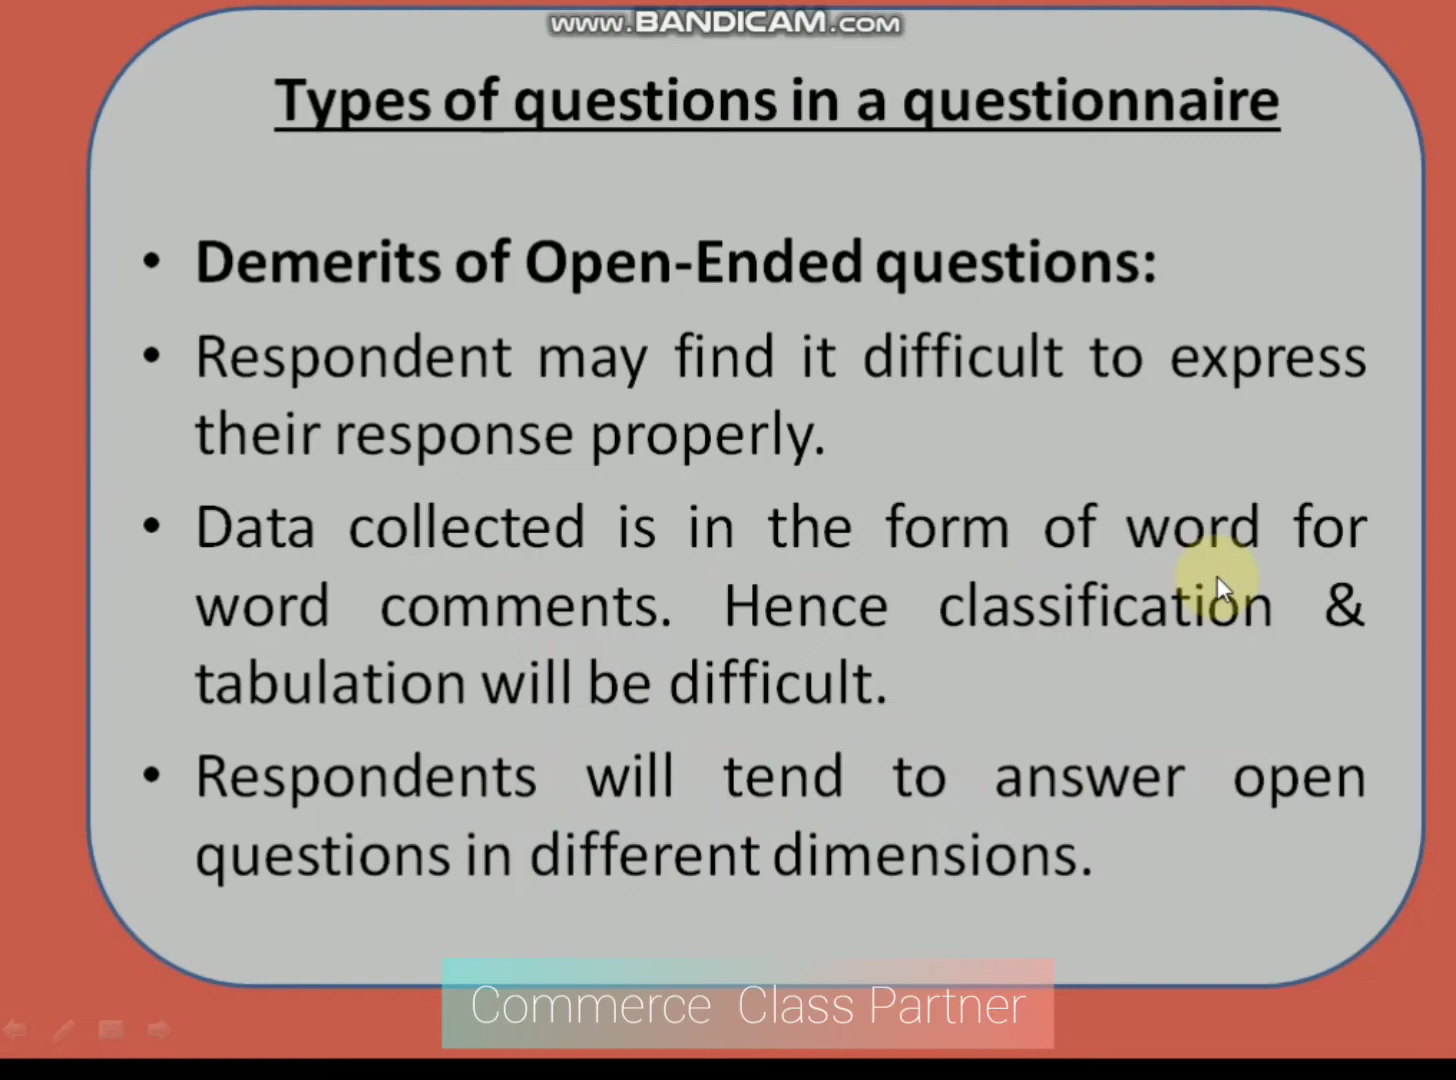 www.BANDICAM.com
Types of questions in a questionnaire
• Demerits of Open-Ended questions:
• Respondent may find it difficult to express
their response properly.
• Data collected is in the form of word for
word comments. Hence classification &
tabulation will be difficult.
• Respondents will tend to answer open
questions in different dimensions.
Commerce Class Partner